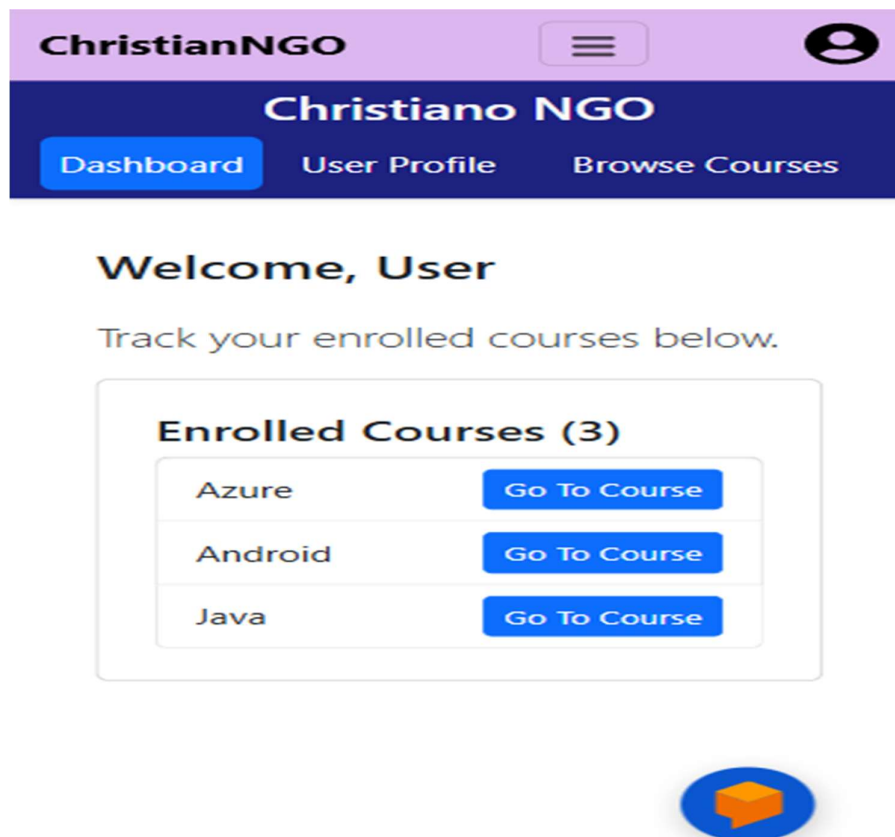 ChristianNGO
Christiano NGO
Dashboard User Profile Browse Courses
Welcome, User
Track your enrolled courses below.
Enrolled Courses (3)
Azure Go To Course
Android Go To Course
Java Go To Course